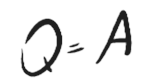 Q = A